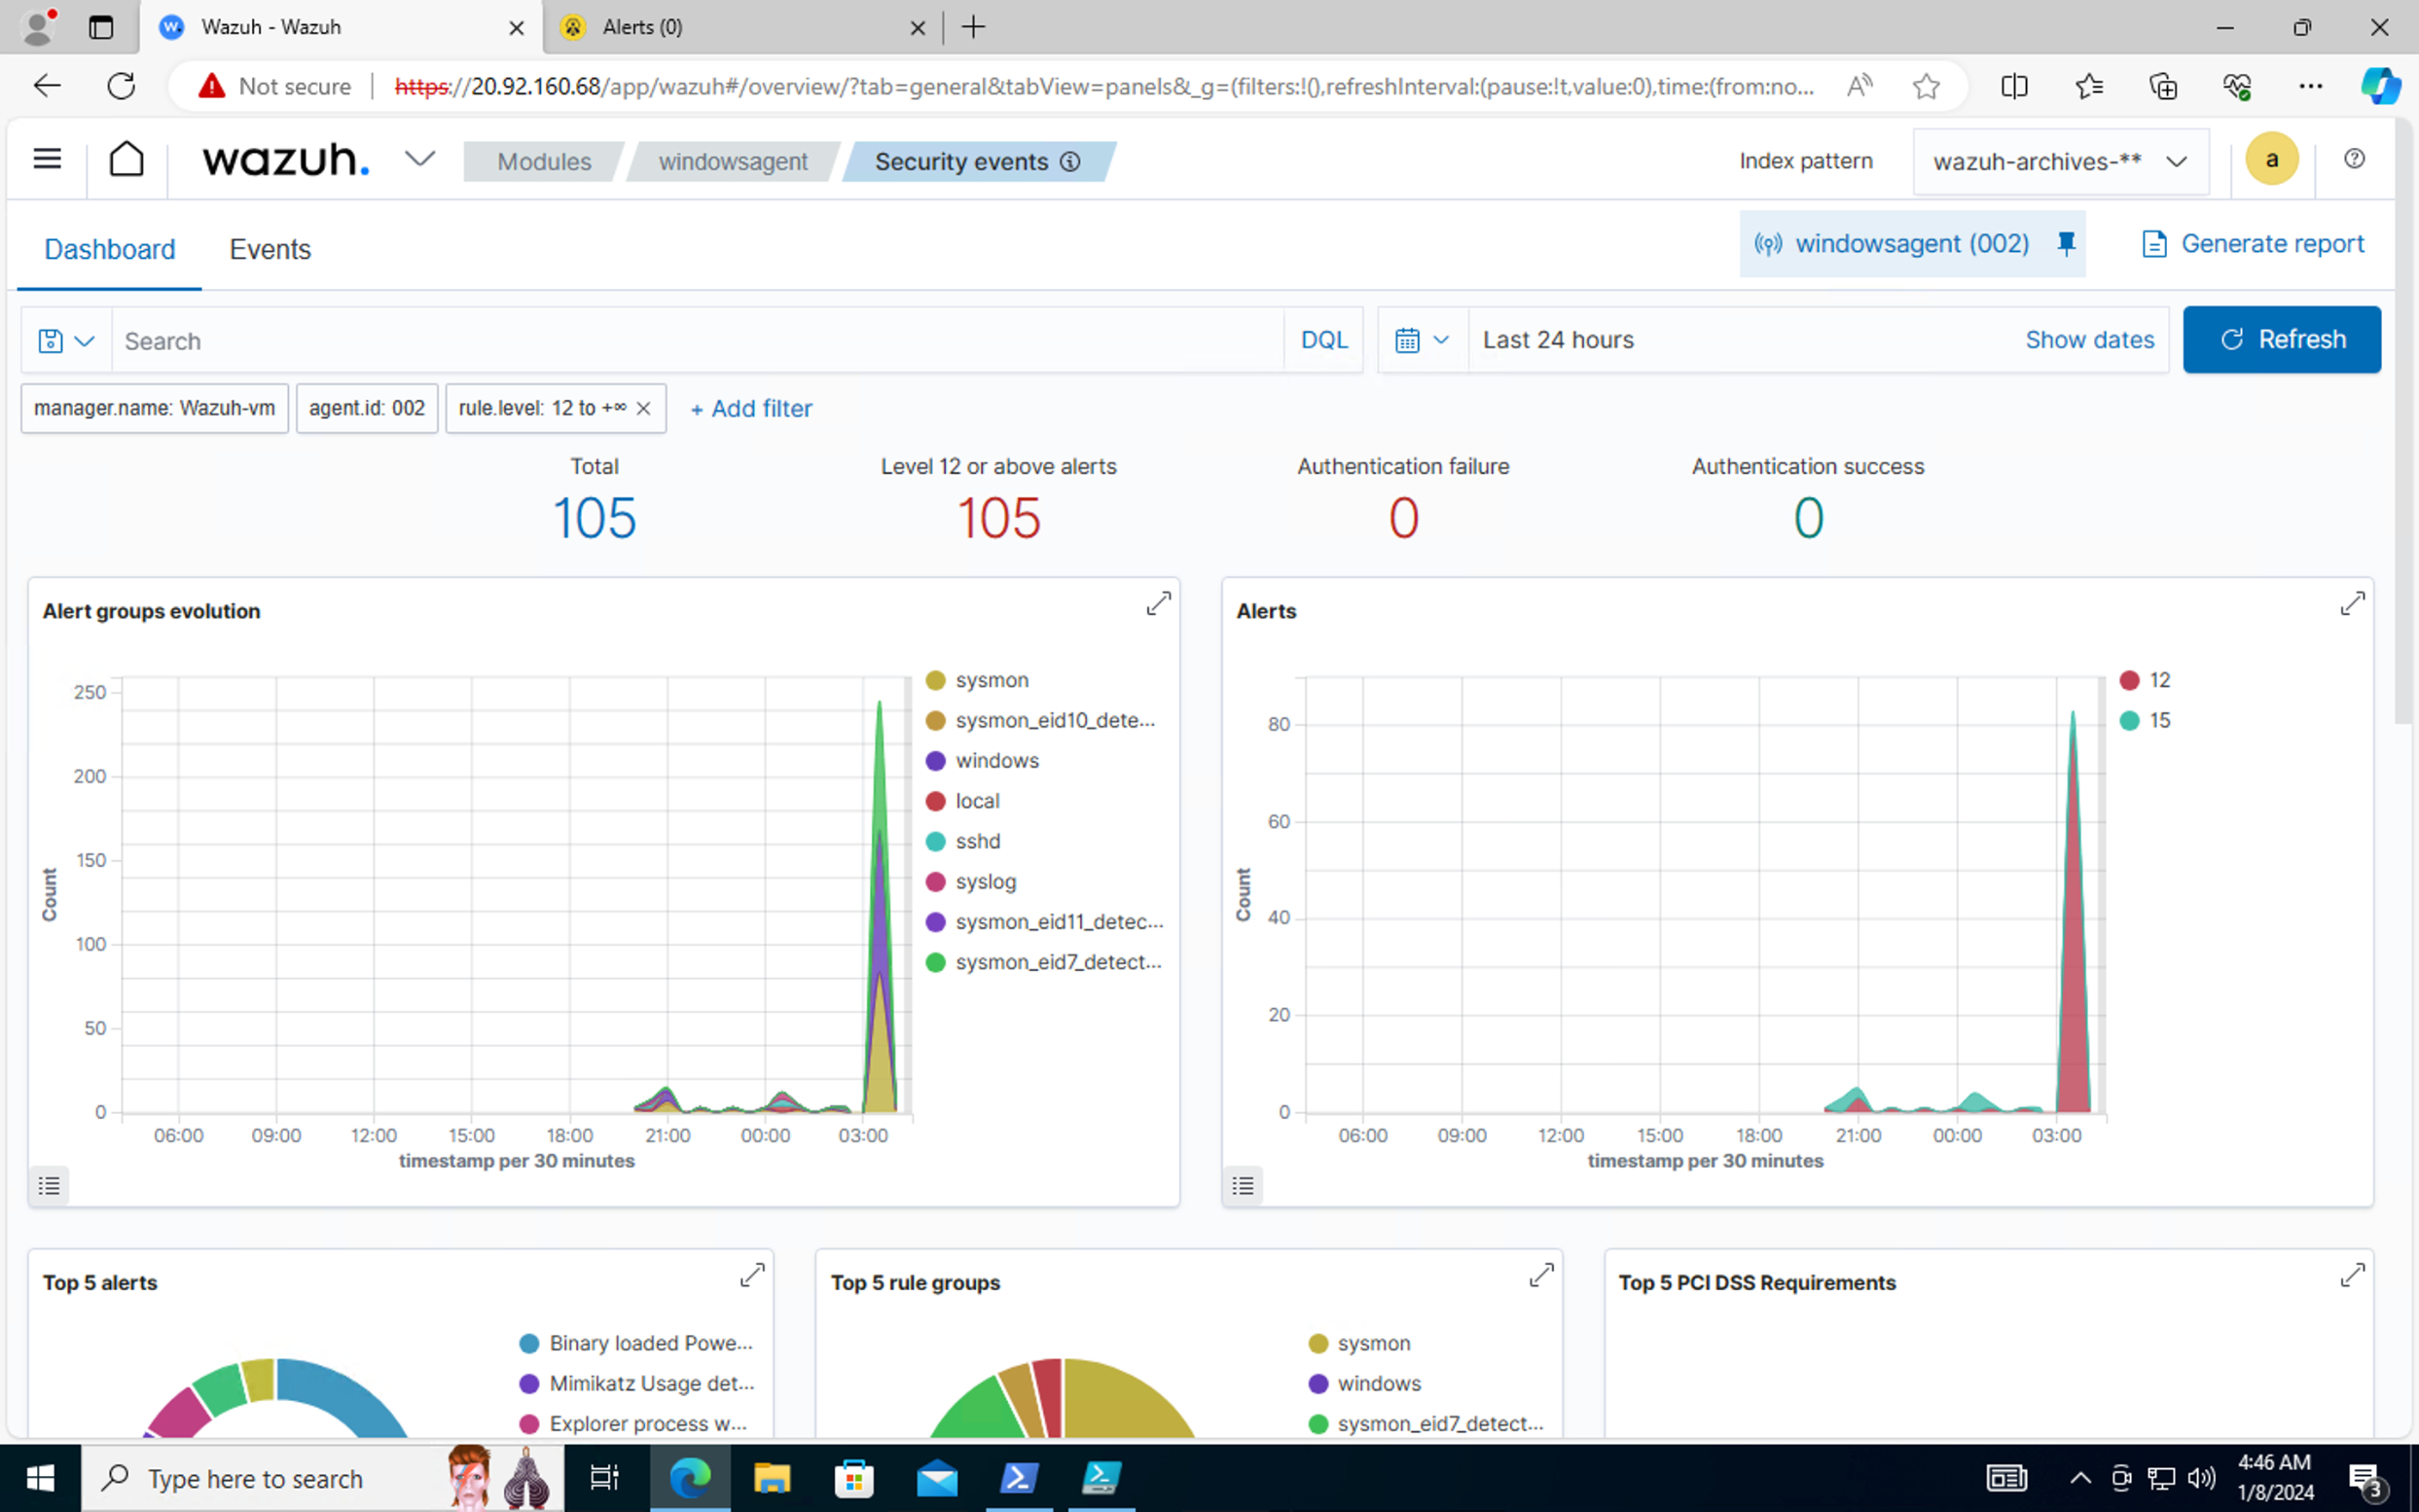 Wazuh - Wazuh
Alerts (0)
Not secure
https://20.92.160.68/app/wazuh#/overview/?tab=general&tabView=panels&_g=(filters:!(),refreshInterval:(pause:!t,value:0),time:(from:no...
wazuh.
Modules
windowsagent
Security events
Index pattern
wazuh-archives-**
a
Dashboard
Events
windowsagent (002)
Generate report
Search
DQL
Last 24 hours
Show dates
Refresh
manager.name: Wazuh-vm
agent.id: 002
rule.level: 12 to +∞
+ Add filter
Total
105
Level 12 or above alerts
105
Authentication failure
0
Authentication success
0
Alert groups evolution
250
200
150
100
50
0
Count
06:00 09:00 12:00 15:00 18:00 21:00 00:00 03:00
timestamp per 30 minutes
sysmon
sysmon_eid10_dete...
windows
local
sshd
syslog
sysmon_eid11_detec...
sysmon_eid7_detect...
Alerts
80
60
40
20
0
Count
06:00 09:00 12:00 15:00 18:00 21:00 00:00 03:00
timestamp per 30 minutes
12
15
Top 5 alerts
Binary loaded Powe...
Mimikatz Usage det...
Explorer process w...
Top 5 rule groups
sysmon
windows
sysmon_eid7_detect...
Top 5 PCI DSS Requirements
Type here to search
4:46 AM
1/8/2024
3